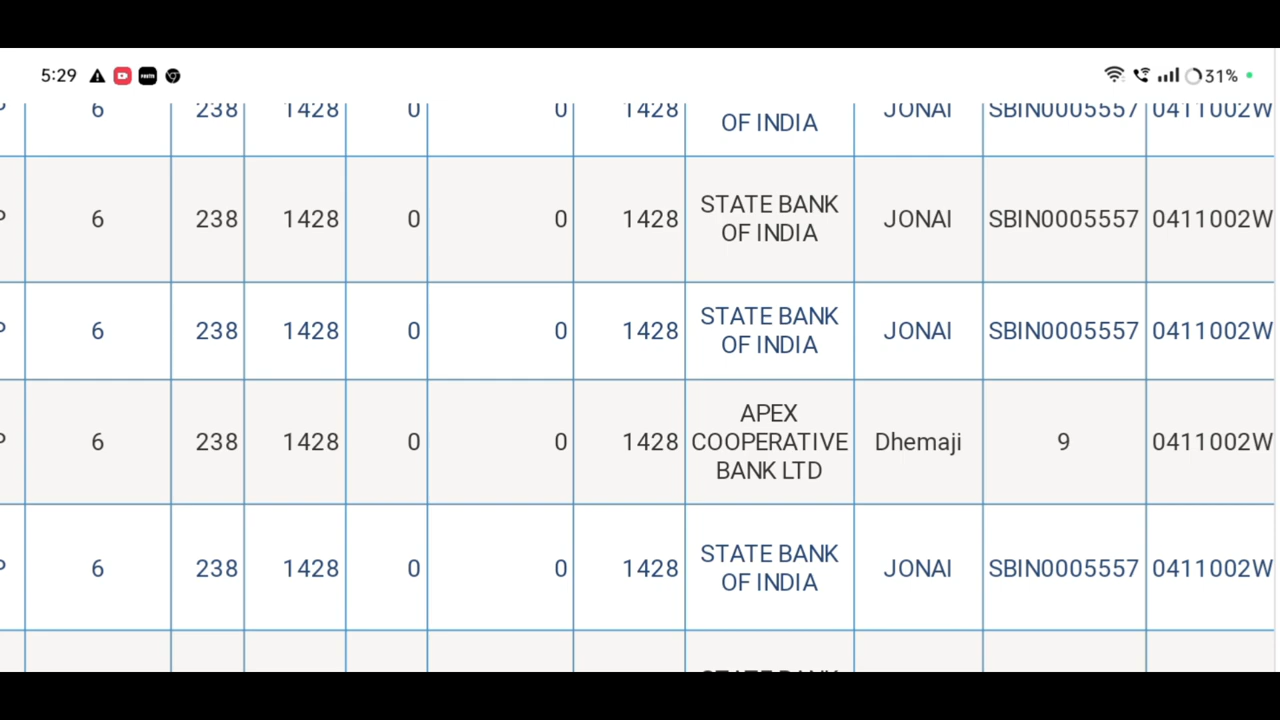 5:29 31%
P 6 238 1428 0 0 1428 OF INDIA JONAI SBIN0005557 0411002W
P 6 238 1428 0 0 1428 STATE BANK OF INDIA JONAI SBIN0005557 0411002W
P 6 238 1428 0 0 1428 STATE BANK OF INDIA JONAI SBIN0005557 0411002W
P 6 238 1428 0 0 1428 APEX COOPERATIVE BANK LTD Dhemaji 9 0411002W
P 6 238 1428 0 0 1428 STATE BANK OF INDIA JONAI SBIN0005557 0411002W
STATE BANK